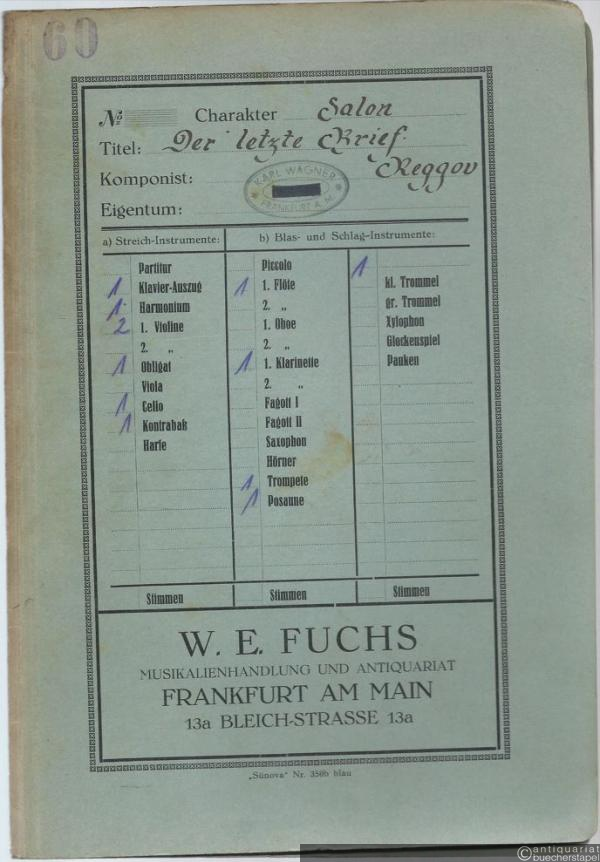 60
No Charakter Salon
Titel: Der letzte Brief.
Komponist: Reggov
KARL WAGNER
FRANKFURT A. M.
Eigentum:
a) Streich-Instrumente: b) Blas- und Schlag-Instrumente:
Partitur
1 Klavier-Auszug
1 Harmonium
2 1. Violine
2. „
1 Obligat
Viola
1 Cello
1 Kontrabaß
Harfe
Stimmen
Piccolo
1 1. Flöte
2. „
1. Oboe
2. „
1 1. Klarinette
2. „
Fagott I
Fagott II
Saxophon
Hörner
1 Trompete
1 Posaune
Stimmen
1
kl. Trommel
gr. Trommel
Xylophon
Glockenspiel
Pauken
Stimmen
W. E. FUCHS
MUSIKALIENHANDLUNG UND ANTIQUARIAT
FRANKFURT AM MAIN
13a BLEICH-STRASSE 13a
„Sünova“ Nr. 358b blau
©antiquariat
buecherstapel